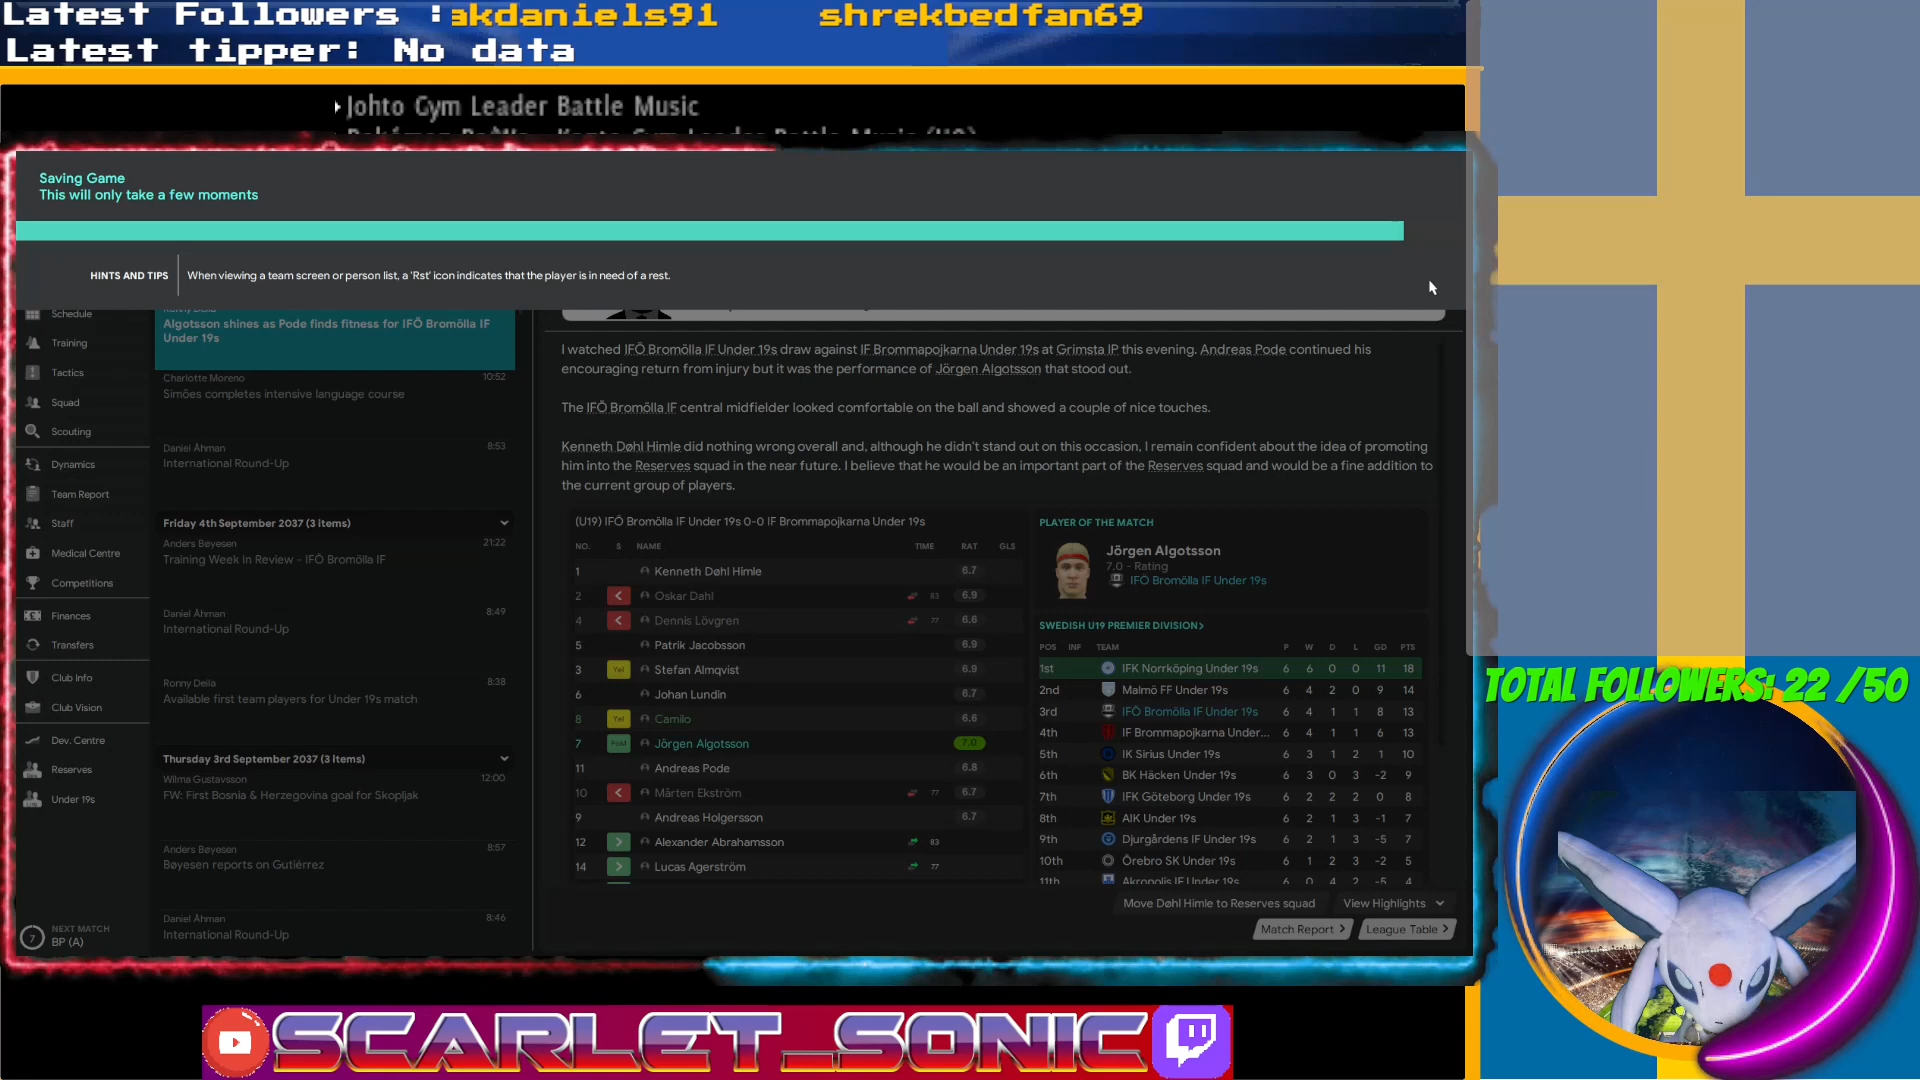 Latest Followers : akdaniels91 shrekbedfan69
Latest tipper: No data
Johto Gym Leader Battle Music
Saving Game
This will only take a few moments
HINTS AND TIPS When viewing a team screen or person list, a 'Rst' icon indicates that the player is in need of a rest.
Schedule
Training
Tactics
Squad
Scouting
Dynamics
Team Report
Staff
Medical Centre
Competitions
Finances
Transfers
Club Info
Club Vision
Dev. Centre
Reserves
Under 19s
NEXT MATCH
7 BP (A)
Algotsson shines as Pode finds fitness for IFÖ Bromölla IF
Under 19s
Charlotte Moreno 10:52
Simões completes intensive language course
Daniel Åhman 8:53
International Round-Up
Friday 4th September 2037 (3 items)
Anders Bøyesen 21:22
Training Week In Review - IFÖ Bromölla IF
Daniel Åhman 8:49
International Round-Up
Ronny Deila 8:38
Available first team players for Under 19s match
Thursday 3rd September 2037 (3 items)
Wilma Gustavsson 12:00
FW: First Bosnia & Herzegovina goal for Skopljak
Anders Bøyesen 8:57
Bøyesen reports on Gutiérrez
Daniel Åhman 8:46
International Round-Up
I watched IFÖ Bromölla IF Under 19s draw against IF Brommapojkarna Under 19s at Grimsta IP this evening. Andreas Pode continued his
encouraging return from injury but it was the performance of Jörgen Algotsson that stood out.
The IFÖ Bromölla IF central midfielder looked comfortable on the ball and showed a couple of nice touches.
Kenneth Døhl Himle did nothing wrong overall and, although he didn't stand out on this occasion, I remain confident about the idea of promoting
him into the Reserves squad in the near future. I believe that he would be an important part of the Reserves squad and would be a fine addition to
the current group of players.
(U19) IFÖ Bromölla IF Under 19s 0-0 IF Brommapojkarna Under 19s
NO. S NAME TIME RAT GLS
1 Kenneth Døhl Himle 6.7
2 Oskar Dahl 83 6.9
4 Dennis Lövgren 77 6.6
5 Patrik Jacobsson 6.9
3 Yel Stefan Almqvist 6.9
6 Johan Lundin 6.7
8 Yel Camilo 6.6
7 PoM Jörgen Algotsson 7.0
11 Andreas Pode 6.8
10 Mårten Ekström 77 6.7
9 Andreas Holgersson 6.7
12 Alexander Abrahamsson 83
14 Lucas Agerström 77
PLAYER OF THE MATCH
Jörgen Algotsson
7.0 - Rating
IFÖ Bromölla IF Under 19s
SWEDISH U19 PREMIER DIVISION>
POS INF TEAM P W D L GD PTS
1st IFK Norrköping Under 19s 6 6 0 0 11 18
2nd Malmö FF Under 19s 6 4 2 0 9 14
3rd IFÖ Bromölla IF Under 19s 6 4 1 1 8 13
4th IF Brommapojkarna Under... 6 4 1 1 6 13
5th IK Sirius Under 19s 6 3 1 2 1 10
6th BK Häcken Under 19s 6 3 0 3 -2 9
7th IFK Göteborg Under 19s 6 2 2 2 0 8
8th AIK Under 19s 6 2 1 3 -1 7
9th Djurgårdens IF Under 19s 6 2 1 3 -5 7
10th Örebro SK Under 19s 6 1 2 3 -2 5
11th Akropolis IF Under 19s 6 0 4 2 -5 4
Move Døhl Himle to Reserves squad View Highlights
Match Report > League Table >
TOTAL FOLLOWERS: 22 /50
SCARLET_SONIC